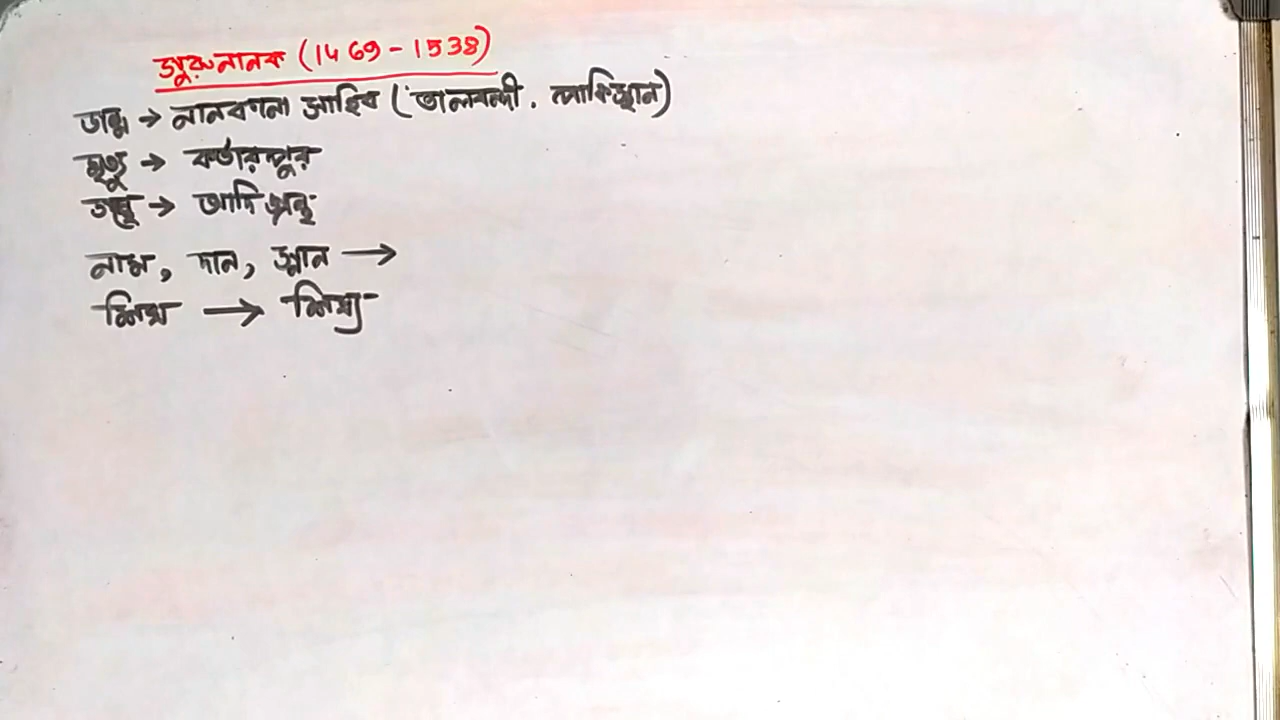 গুরু নানক (1469 - 1538)
জন্ম → নানকানা সাহিব (তালবন্দী, পাকিস্তান)
মৃত্যু → কর্তারপুর
গ্রন্থ → আদি গ্রন্থ
নাম, দান, স্নান →
শিখ → শিষ্য